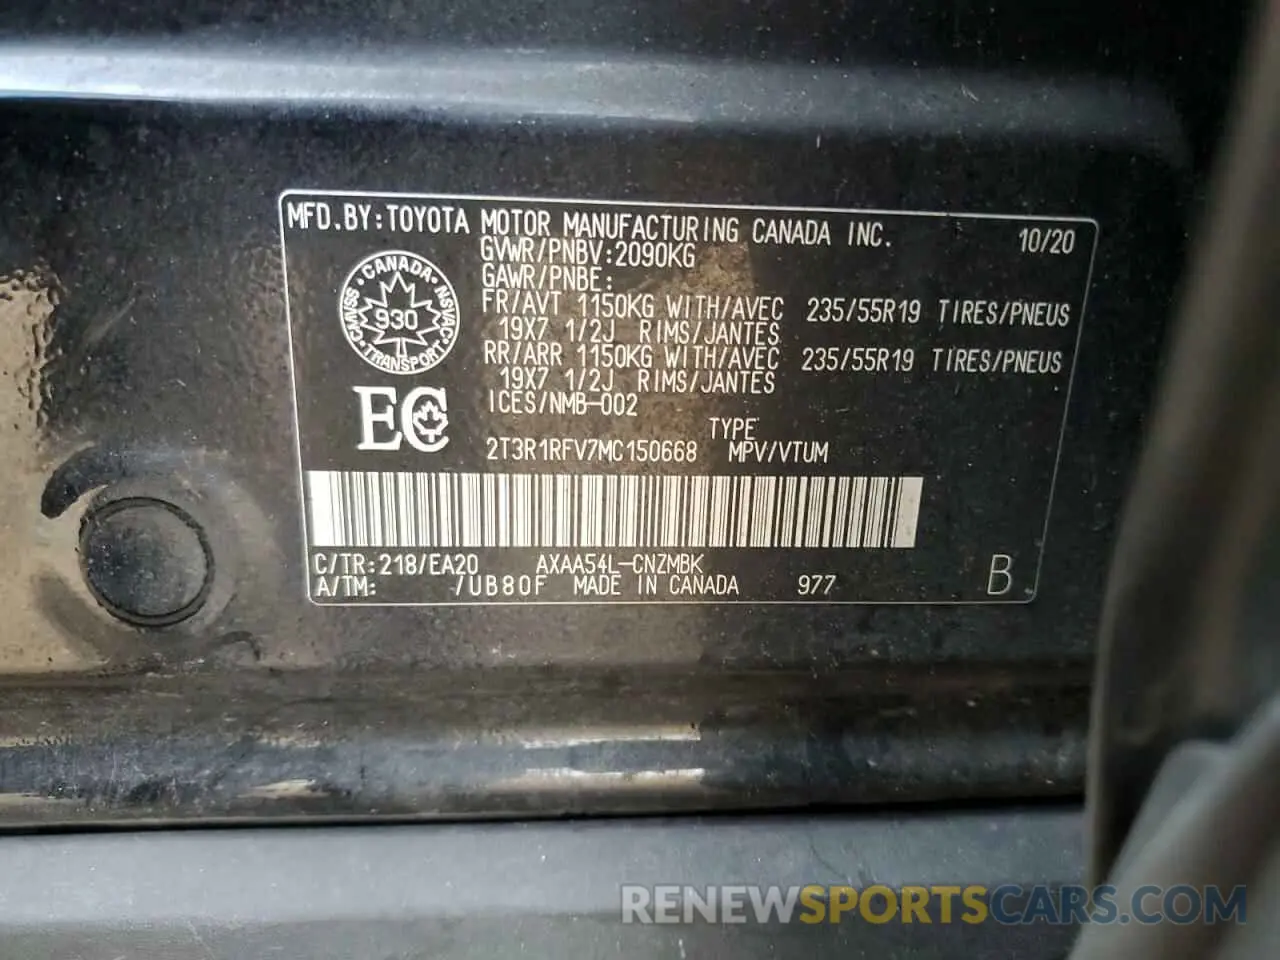 MFD.BY:TOYOTA MOTOR MANUFACTURING CANADA INC. 10/20
GVWR/PNBV:2090KG
GAWR/PNBE:
FR/AVT 1150KG WITH/AVEC 235/55R19 TIRES/PNEUS
19X7 1/2J RIMS/JANTES
RR/ARR 1150KG WITH/AVEC 235/55R19 TIRES/PNEUS
19X7 1/2J RIMS/JANTES
ICES/NMB-002
CANADA
CMVSS 930 NSVAC
TRANSPORT
EC
TYPE
2T3R1RFV7MC150668 MPV/VTUM
C/TR:218/EA20 AXAA54L-CNZMBK
A/TM: /UB80F MADE IN CANADA 977 B
RENEWSPORTSCARS.COM